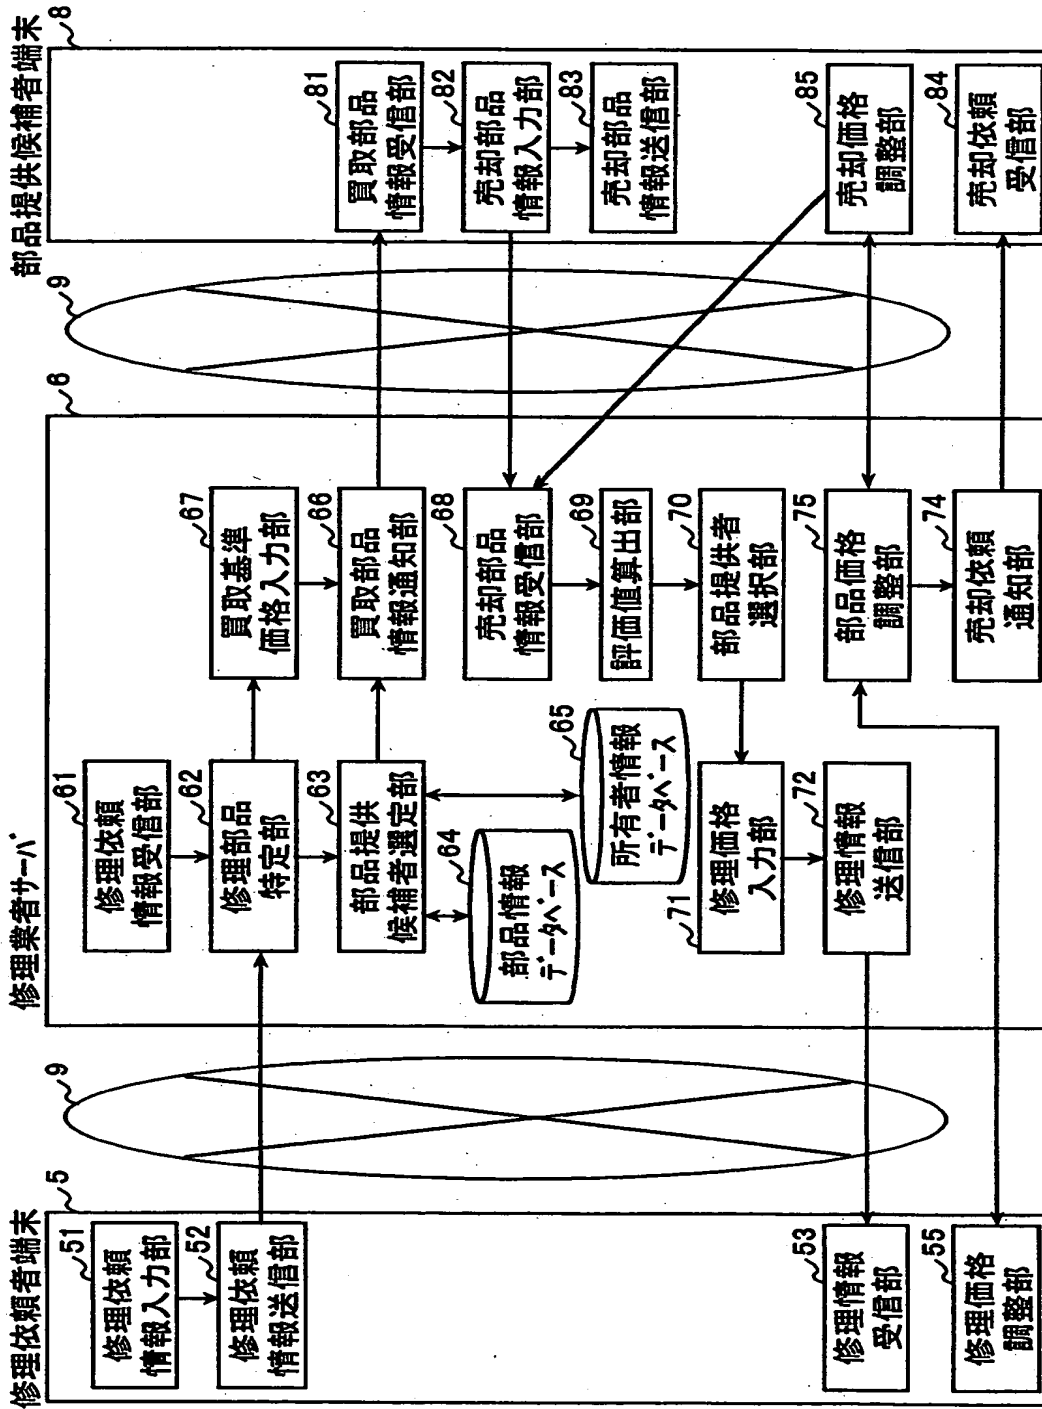 修理依頼者端末
5
51
修理依頼
情報入力部
52
修理依頼
情報送信部
53
修理情報
受信部
55
修理価格
調整部
9
修理業者サーバ
6
61
修理依頼
情報受信部
62
修理部品
特定部
63
部品提供
候補者選定部
64
部品情報
データベース
65
所有者情報
データベース
67
買取基準
価格入力部
66
買取部品
情報通知部
68
売却部品
情報受信部
69
評価値算出部
70
部品提供者
選択部
71
修理価格
入力部
72
修理情報
送信部
75
部品価格
調整部
74
売却依頼
通知部
9
部品提供候補者端末
8
81
買取部品
情報受信部
82
売却部品
情報入力部
83
売却部品
情報送信部
85
売却価格
調整部
84
売却依頼
受信部